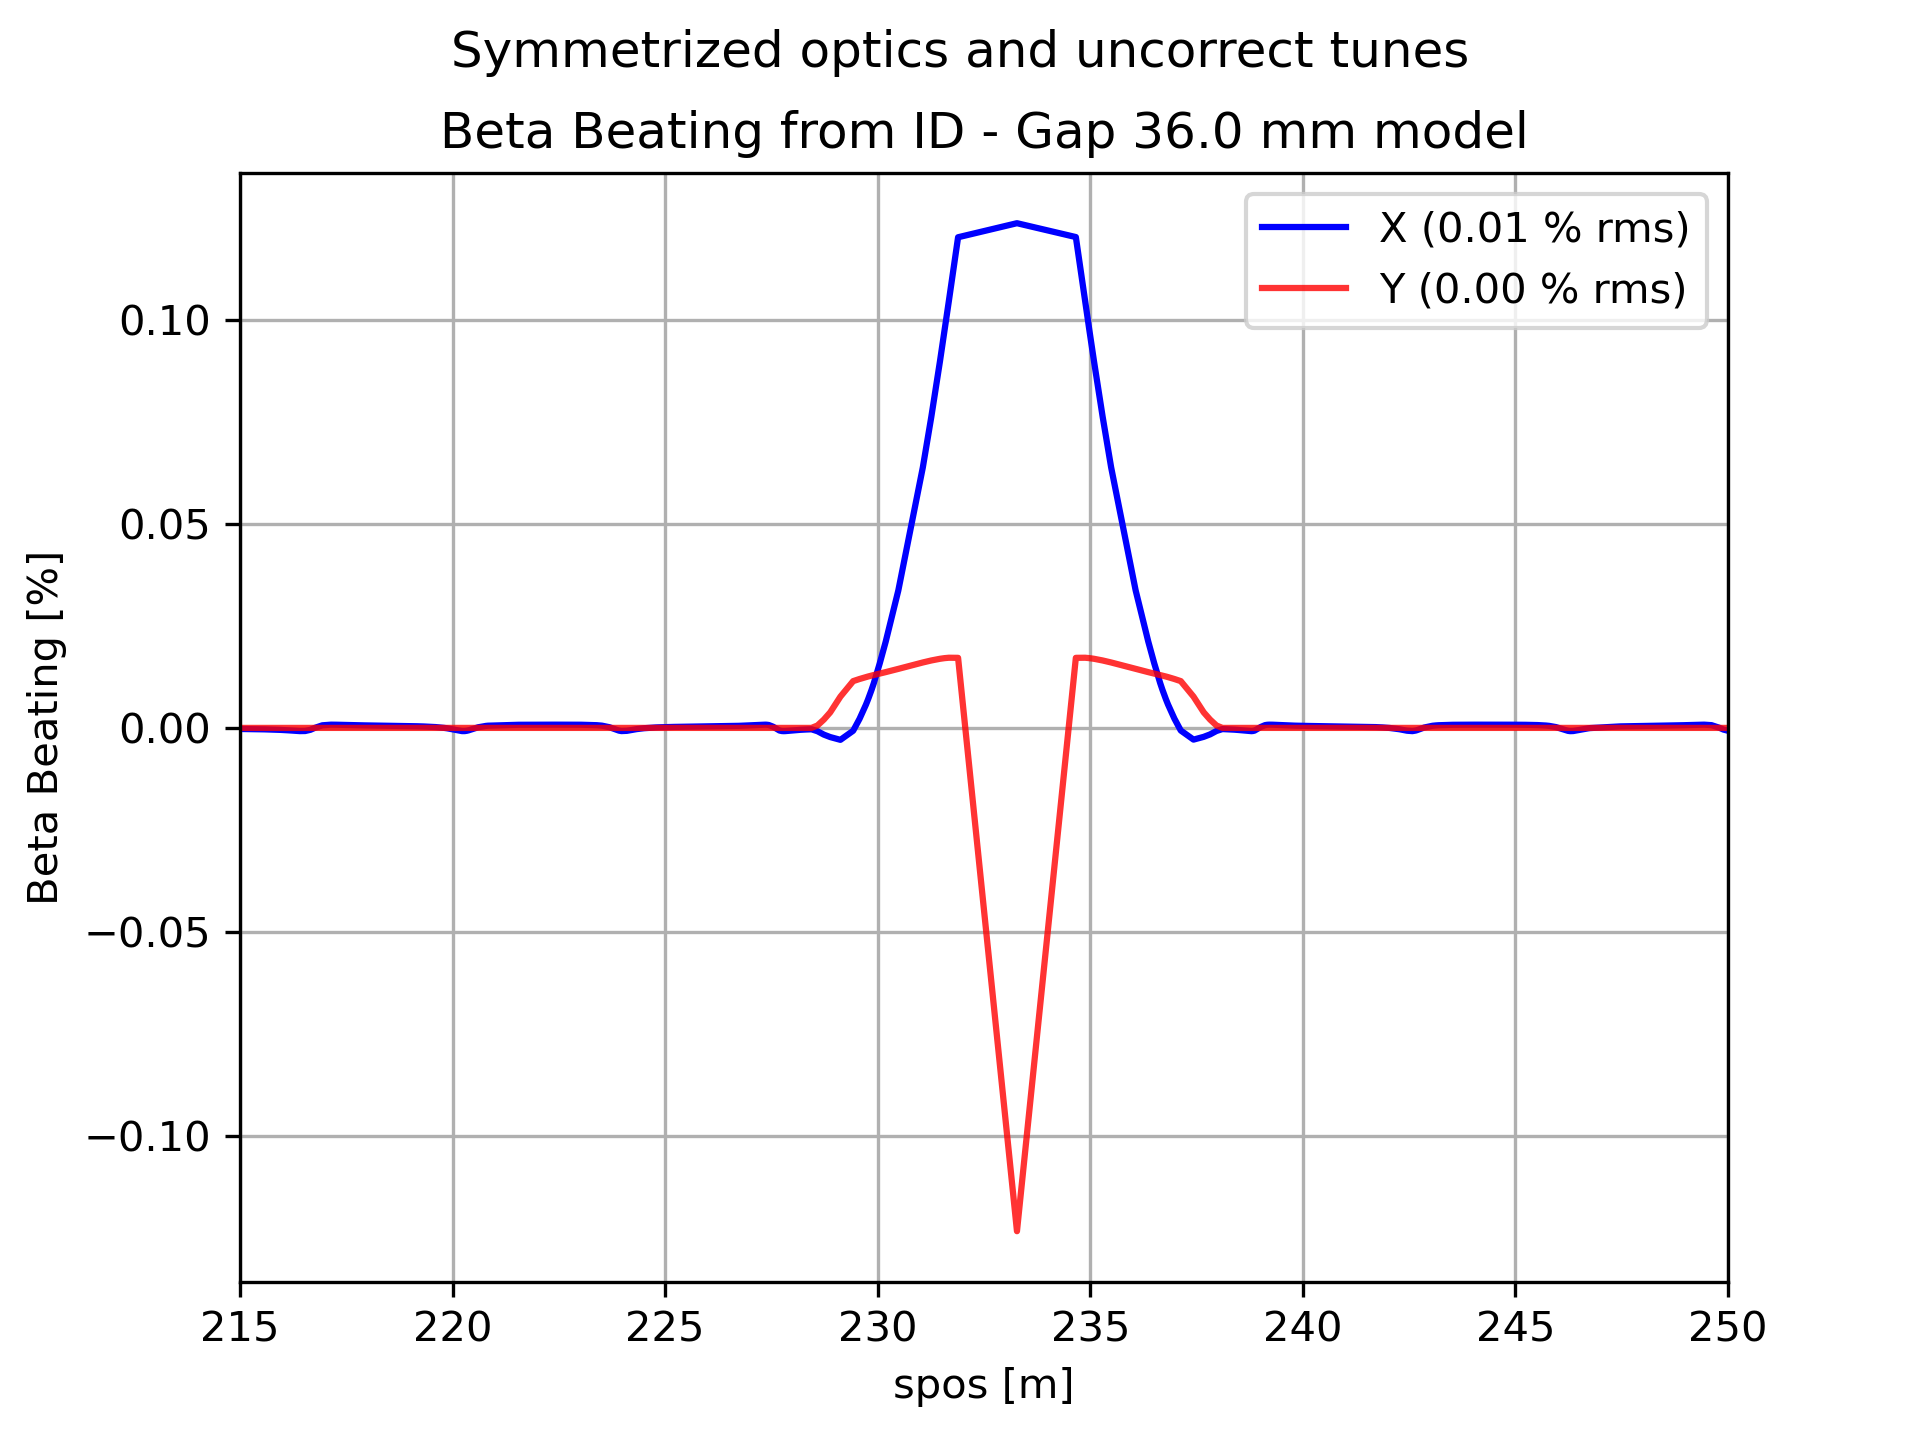 Symmetrized optics and uncorrect tunes
Beta Beating from ID - Gap 36.0 mm model
X (0.01 % rms)
Y (0.00 % rms)
Beta Beating [%]
0.10
0.05
0.00
−0.05
−0.10
215 220 225 230 235 240 245 250
spos [m]